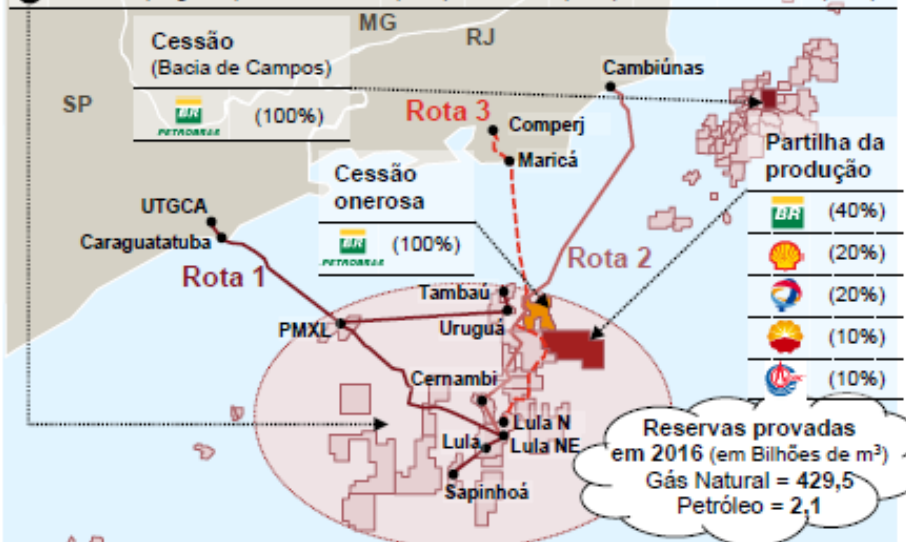 MG
RJ
SP
Cessão
(Bacia de Campos)
BR
PETROBRAS
(100%)
Cambiúnas
Rota 3
Comperj
Maricá
Cessão
onerosa
BR
PETROBRAS
(100%)
Partilha da
produção
BR
(40%)
(20%)
(20%)
(10%)
(10%)
UTGCA
Caraguatatuba
Rota 1
Rota 2
Tambaú
Uruguá
PMXL
Cernambi
Lula N
Lula
Lula NE
Sapinhoá
Reservas provadas
em 2016 (em Bilhões de m³)
Gás Natural = 429,5
Petróleo = 2,1